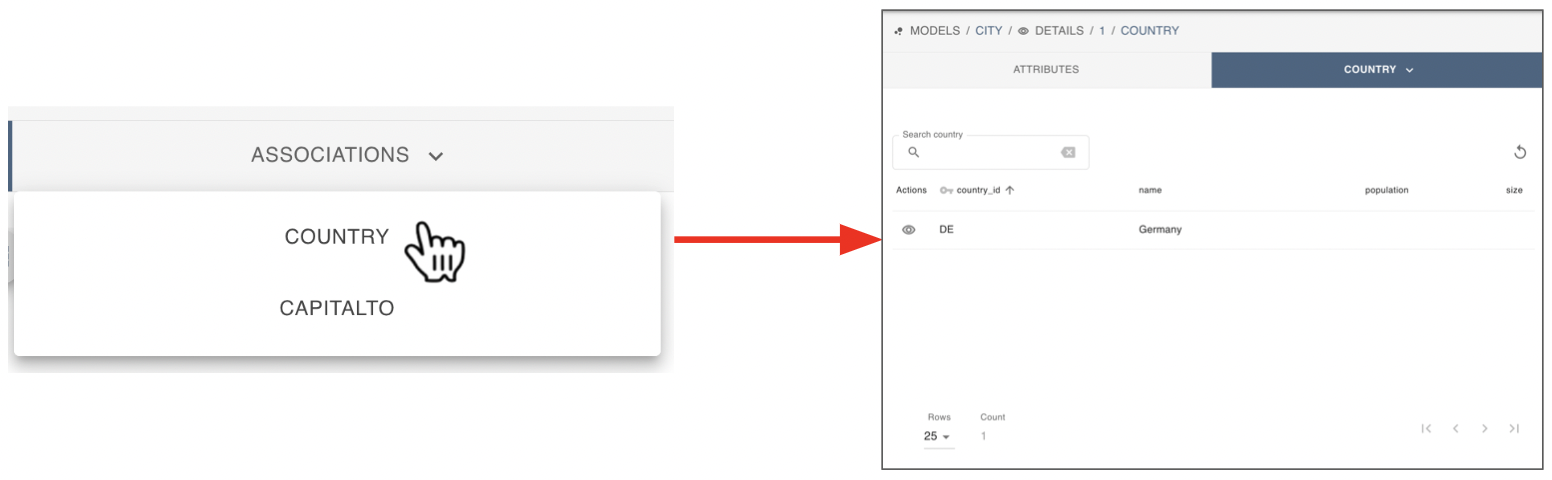 ASSOCIATIONS
COUNTRY
CAPITALTO
MODELS / CITY / DETAILS / 1 / COUNTRY
ATTRIBUTES COUNTRY
Search country
Actions country_id name population size
DE Germany
Rows Count
25 1